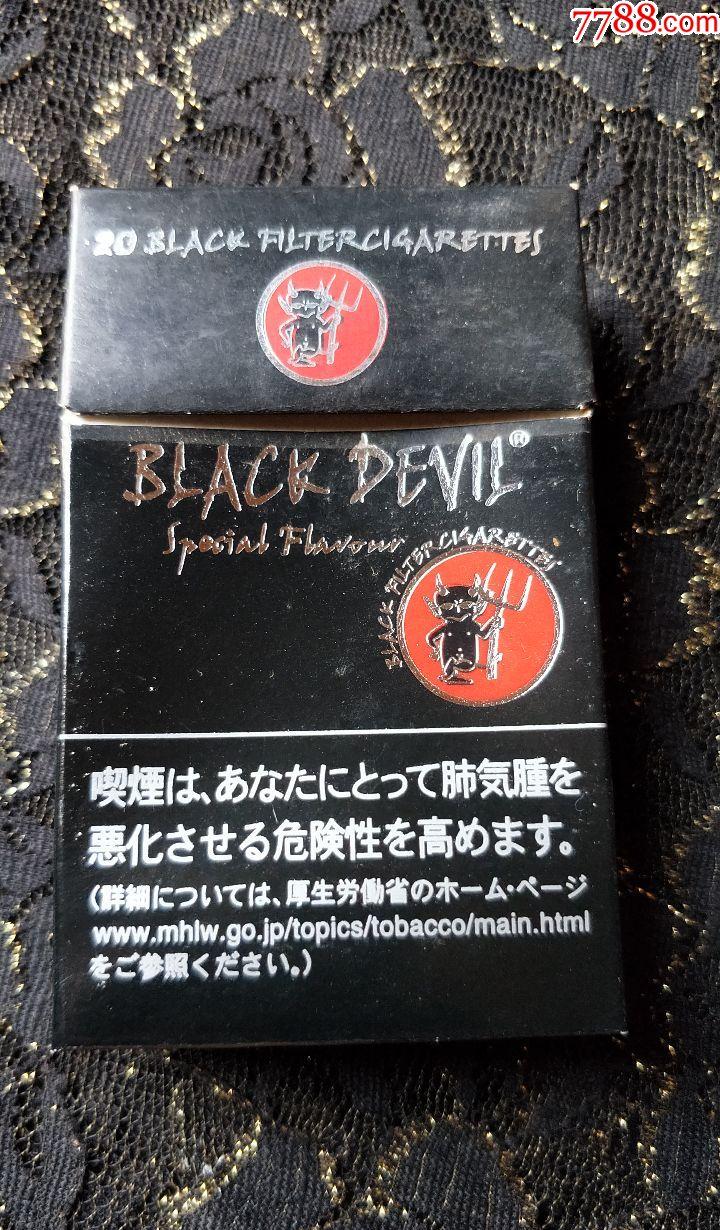 7788.com
20 BLACK FILTERCIGARETTES
BLACK DEVIL®
Special Flavour
BLACK FILTER CIGARETTES
喫煙は、あなたにとって肺気腫を
悪化させる危険性を高めます。
(詳細については、厚生労働省のホーム・ページ
www.mhlw.go.jp/topics/tobacco/main.html
をご参照ください。)